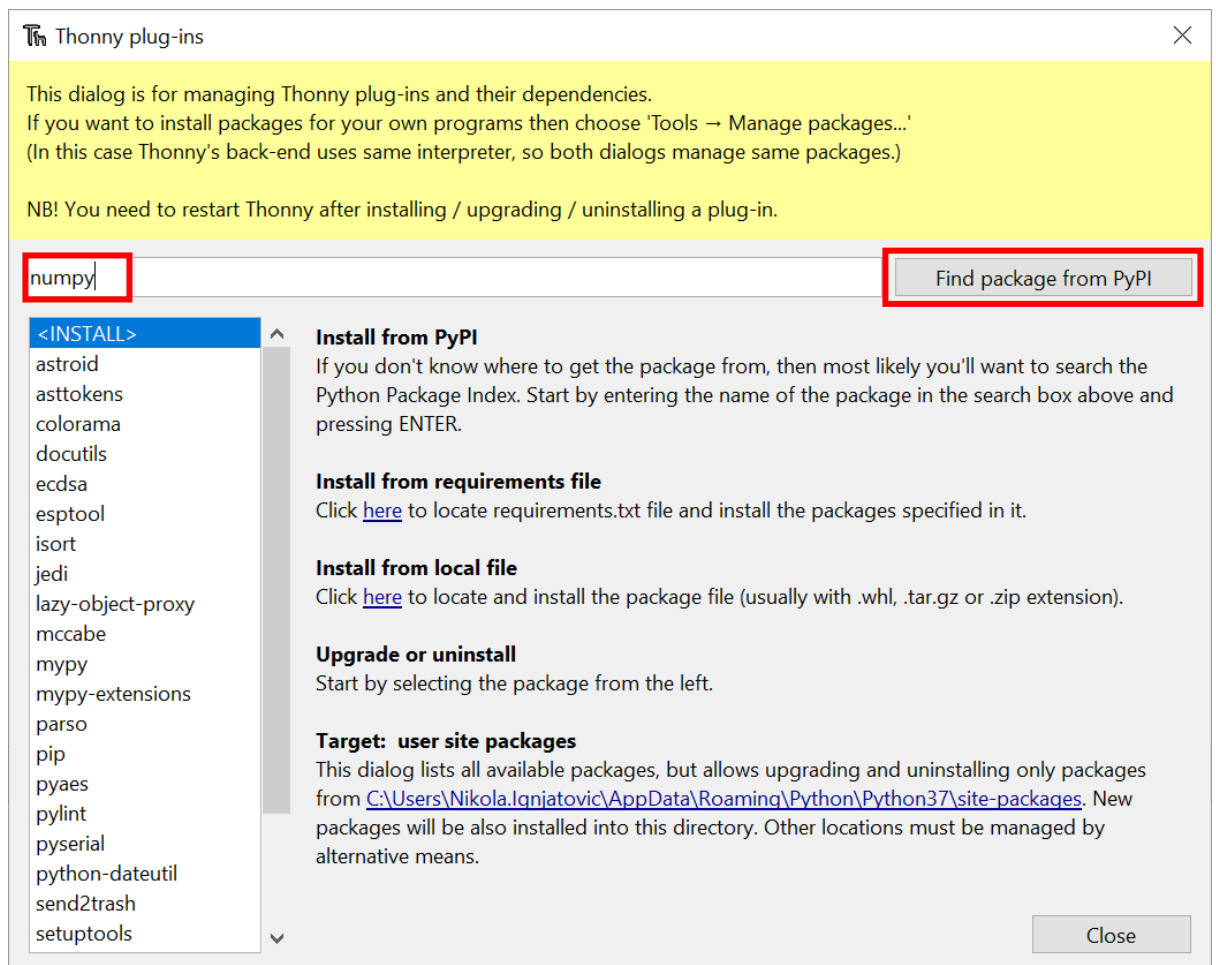 Thonny plug-ins
This dialog is for managing Thonny plug-ins and their dependencies.
If you want to install packages for your own programs then choose 'Tools → Manage packages...'
(In this case Thonny's back-end uses same interpreter, so both dialogs manage same packages.)
NB! You need to restart Thonny after installing / upgrading / uninstalling a plug-in.
numpy
Find package from PyPI
<INSTALL>
astroid
asttokens
colorama
docutils
ecdsa
esptool
isort
jedi
lazy-object-proxy
mccabe
mypy
mypy-extensions
parso
pip
pyaes
pylint
pyserial
python-dateutil
send2trash
setuptools
Install from PyPI
If you don't know where to get the package from, then most likely you'll want to search the
Python Package Index. Start by entering the name of the package in the search box above and
pressing ENTER.
Install from requirements file
Click here to locate requirements.txt file and install the packages specified in it.
Install from local file
Click here to locate and install the package file (usually with .whl, .tar.gz or .zip extension).
Upgrade or uninstall
Start by selecting the package from the left.
Target:  user site packages
This dialog lists all available packages, but allows upgrading and uninstalling only packages
from C:\Users\Nikola.Ignjatovic\AppData\Roaming\Python\Python37\site-packages. New
packages will be also installed into this directory. Other locations must be managed by
alternative means.
Close